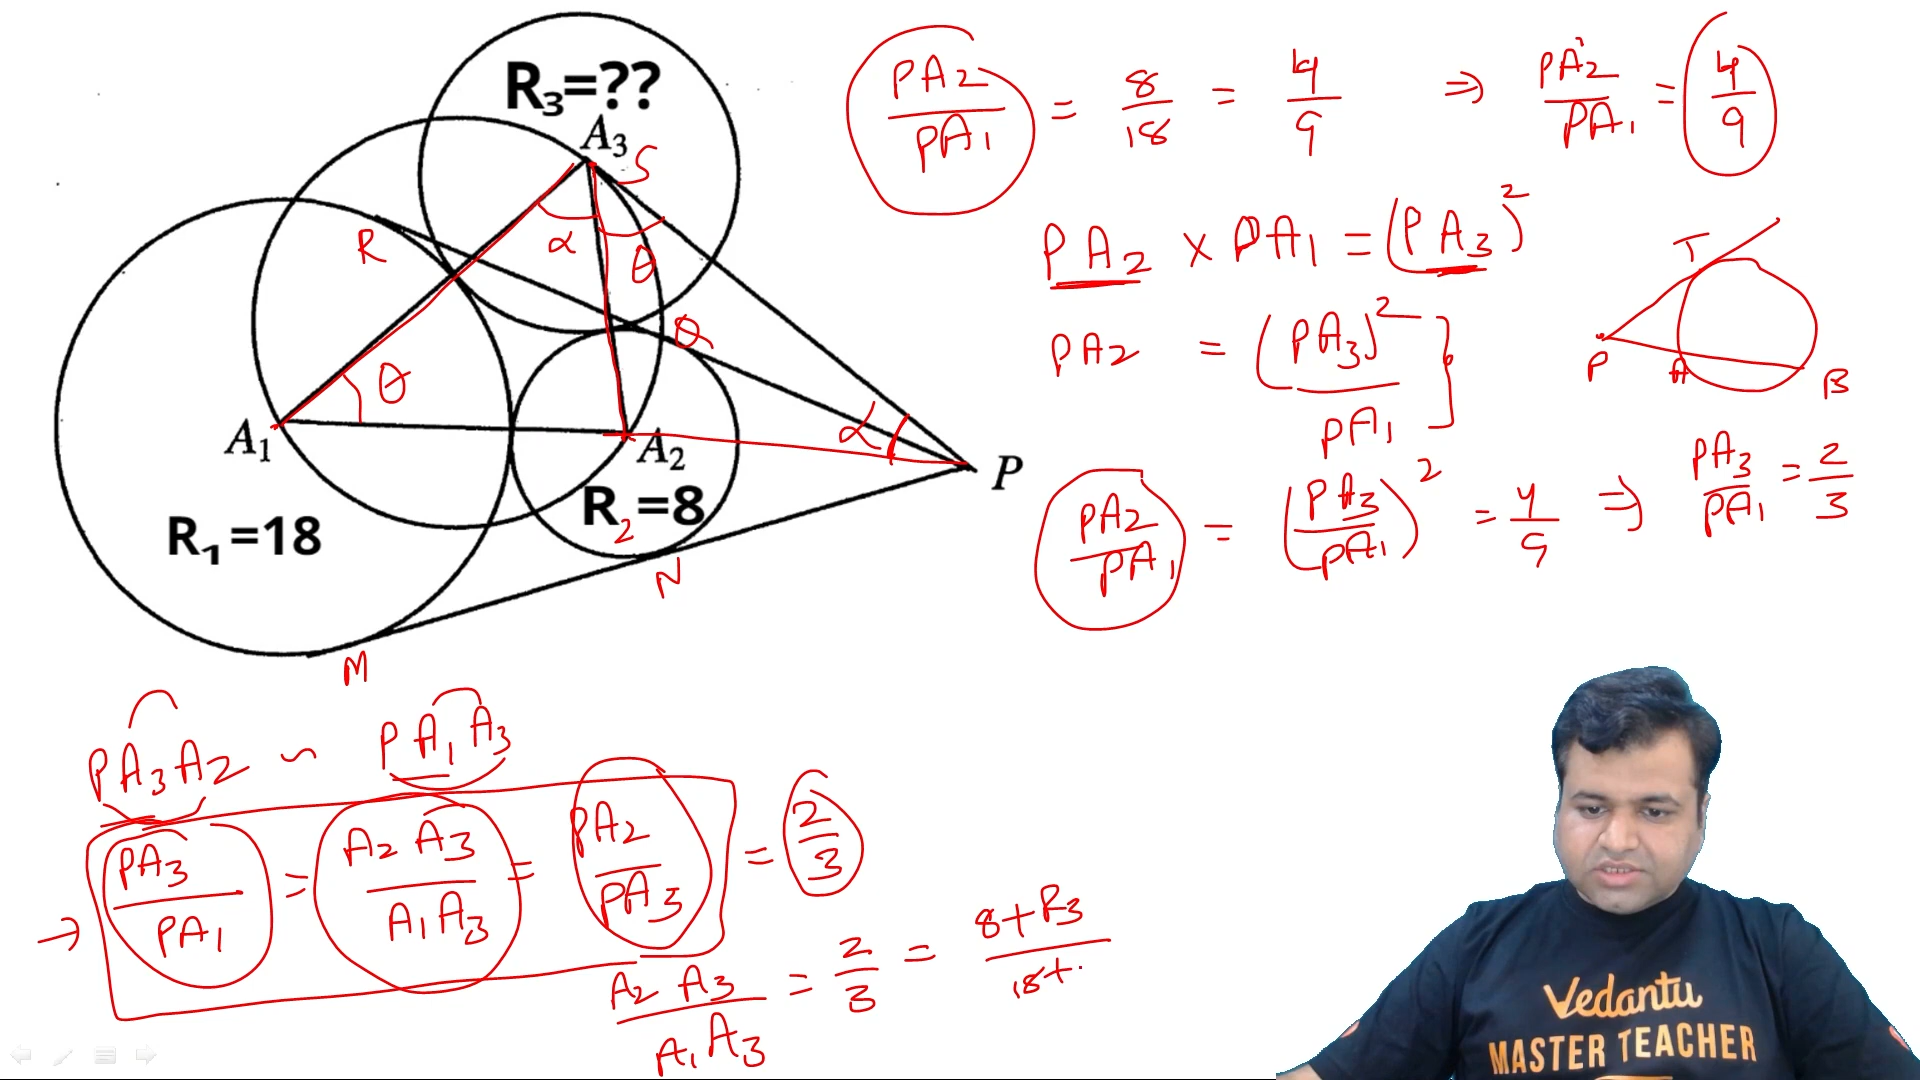 R₃=??
A₃
S
R
α
θ
Q
θ
A₁
A₂
α
P
R₂=8
R₁=18
N
M
PA₂/PA₁ = 8/18 = 4/9 ⇒ PA₂/PA₁ = 4/9
PA₂ × PA₁ = (PA₃)²
PA₂ = (PA₃)²/PA₁
T
P
A
B
PA₂/PA₁ = (PA₃/PA₁)² = 4/9 ⇒ PA₃/PA₁ = 2/3
PA₃A₂ ~ PA₁A₃
→ PA₃/PA₁ = A₂A₃/A₁A₃ = PA₂/PA₃ = 2/3
A₂A₃/A₁A₃ = 2/3 = 8+R₃/18+
Vedantu
MASTER TEACHER